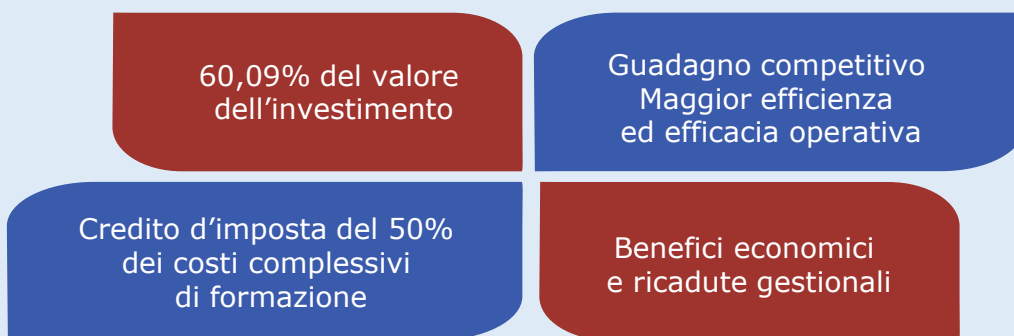 60,09% del valore
dell’investimento
Guadagno competitivo
Maggior efficienza
ed efficacia operativa
Credito d’imposta del 50%
dei costi complessivi
di formazione
Benefici economici
e ricadute gestionali